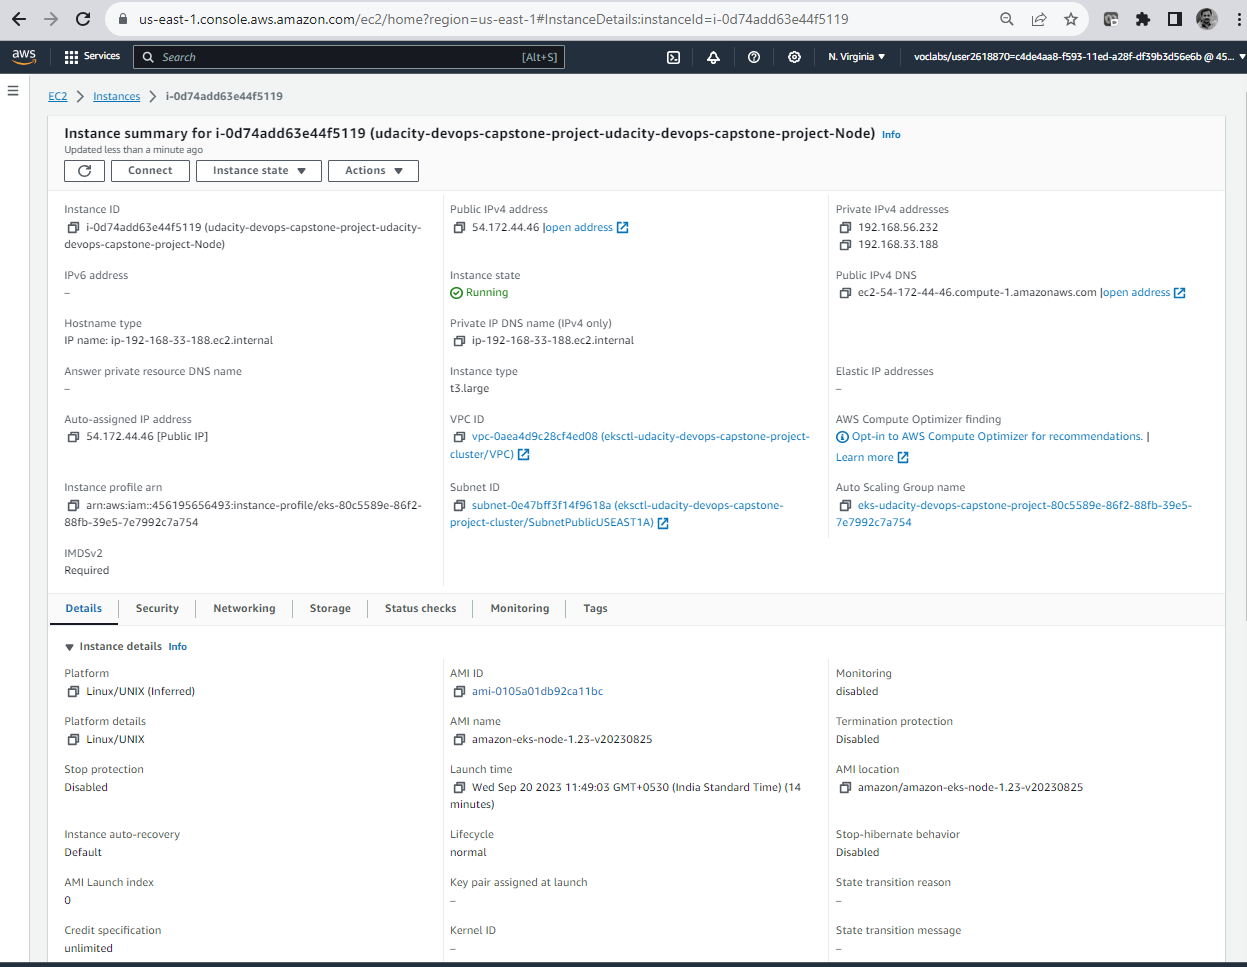 us-east-1.console.aws.amazon.com/ec2/home?region=us-east-1#InstanceDetails:instanceId=i-0d74add63e44f5119
aws Services Search [Alt+S] N. Virginia voclabs/user2618870=c4de4aa8-f593-11ed-a28f-df39b3d56e6b @ 45...
EC2 Instances i-0d74add63e44f5119
Instance summary for i-0d74add63e44f5119 (udacity-devops-capstone-project-udacity-devops-capstone-project-Node) Info
Updated less than a minute ago
Connect Instance state Actions
Instance ID
i-0d74add63e44f5119 (udacity-devops-capstone-project-udacity-
devops-capstone-project-Node)
Public IPv4 address
54.172.44.46 |open address
Private IPv4 addresses
192.168.56.232
192.168.33.188
IPv6 address
–
Instance state
Running
Public IPv4 DNS
ec2-54-172-44-46.compute-1.amazonaws.com |open address
Hostname type
IP name: ip-192-168-33-188.ec2.internal
Private IP DNS name (IPv4 only)
ip-192-168-33-188.ec2.internal
Answer private resource DNS name
–
Instance type
t3.large
Elastic IP addresses
–
Auto-assigned IP address
54.172.44.46 [Public IP]
VPC ID
vpc-0aea4d9c28cf4ed08 (eksctl-udacity-devops-capstone-project-
cluster/VPC)
AWS Compute Optimizer finding
Opt-in to AWS Compute Optimizer for recommendations. |
Learn more
Instance profile arn
arn:aws:iam::456195656493:instance-profile/eks-80c5589e-86f2-
88fb-39e5-7e7992c7a754
Subnet ID
subnet-0e47bff3f14f9618a (eksctl-udacity-devops-capstone-
project-cluster/SubnetPublicUSEAST1A)
Auto Scaling Group name
eks-udacity-devops-capstone-project-80c5589e-86f2-88fb-39e5-
7e7992c7a754
IMDSv2
Required
Details Security Networking Storage Status checks Monitoring Tags
Instance details Info
Platform
Linux/UNIX (Inferred)
AMI ID
ami-0105a01db92ca11bc
Monitoring
disabled
Platform details
Linux/UNIX
AMI name
amazon-eks-node-1.23-v20230825
Termination protection
Disabled
Stop protection
Disabled
Launch time
Wed Sep 20 2023 11:49:03 GMT+0530 (India Standard Time) (14
minutes)
AMI location
amazon/amazon-eks-node-1.23-v20230825
Instance auto-recovery
Default
Lifecycle
normal
Stop-hibernate behavior
Disabled
AMI Launch index
0
Key pair assigned at launch
–
State transition reason
–
Credit specification
unlimited
Kernel ID
–
State transition message
–